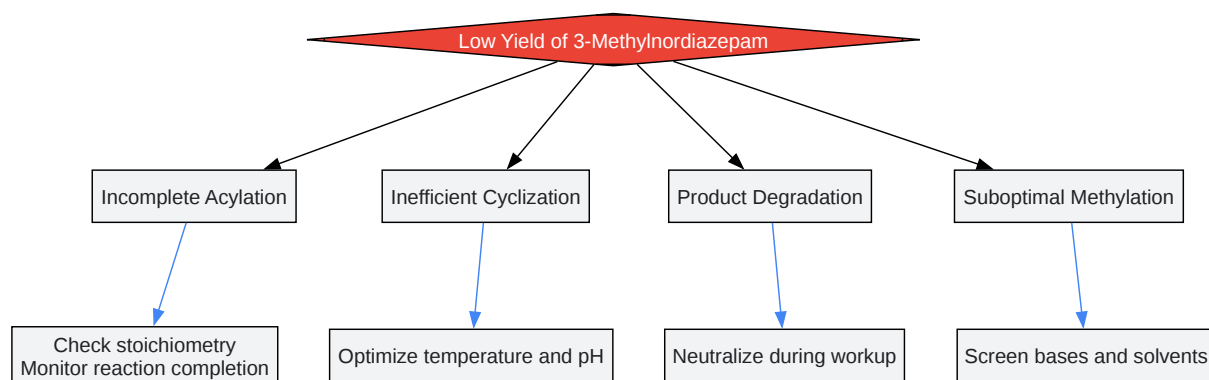 Low Yield of 3-Methylnordiazepam
Incomplete Acylation
Inefficient Cyclization
Product Degradation
Suboptimal Methylation
Check stoichiometry
Monitor reaction completion
Optimize temperature and pH
Neutralize during workup
Screen bases and solvents